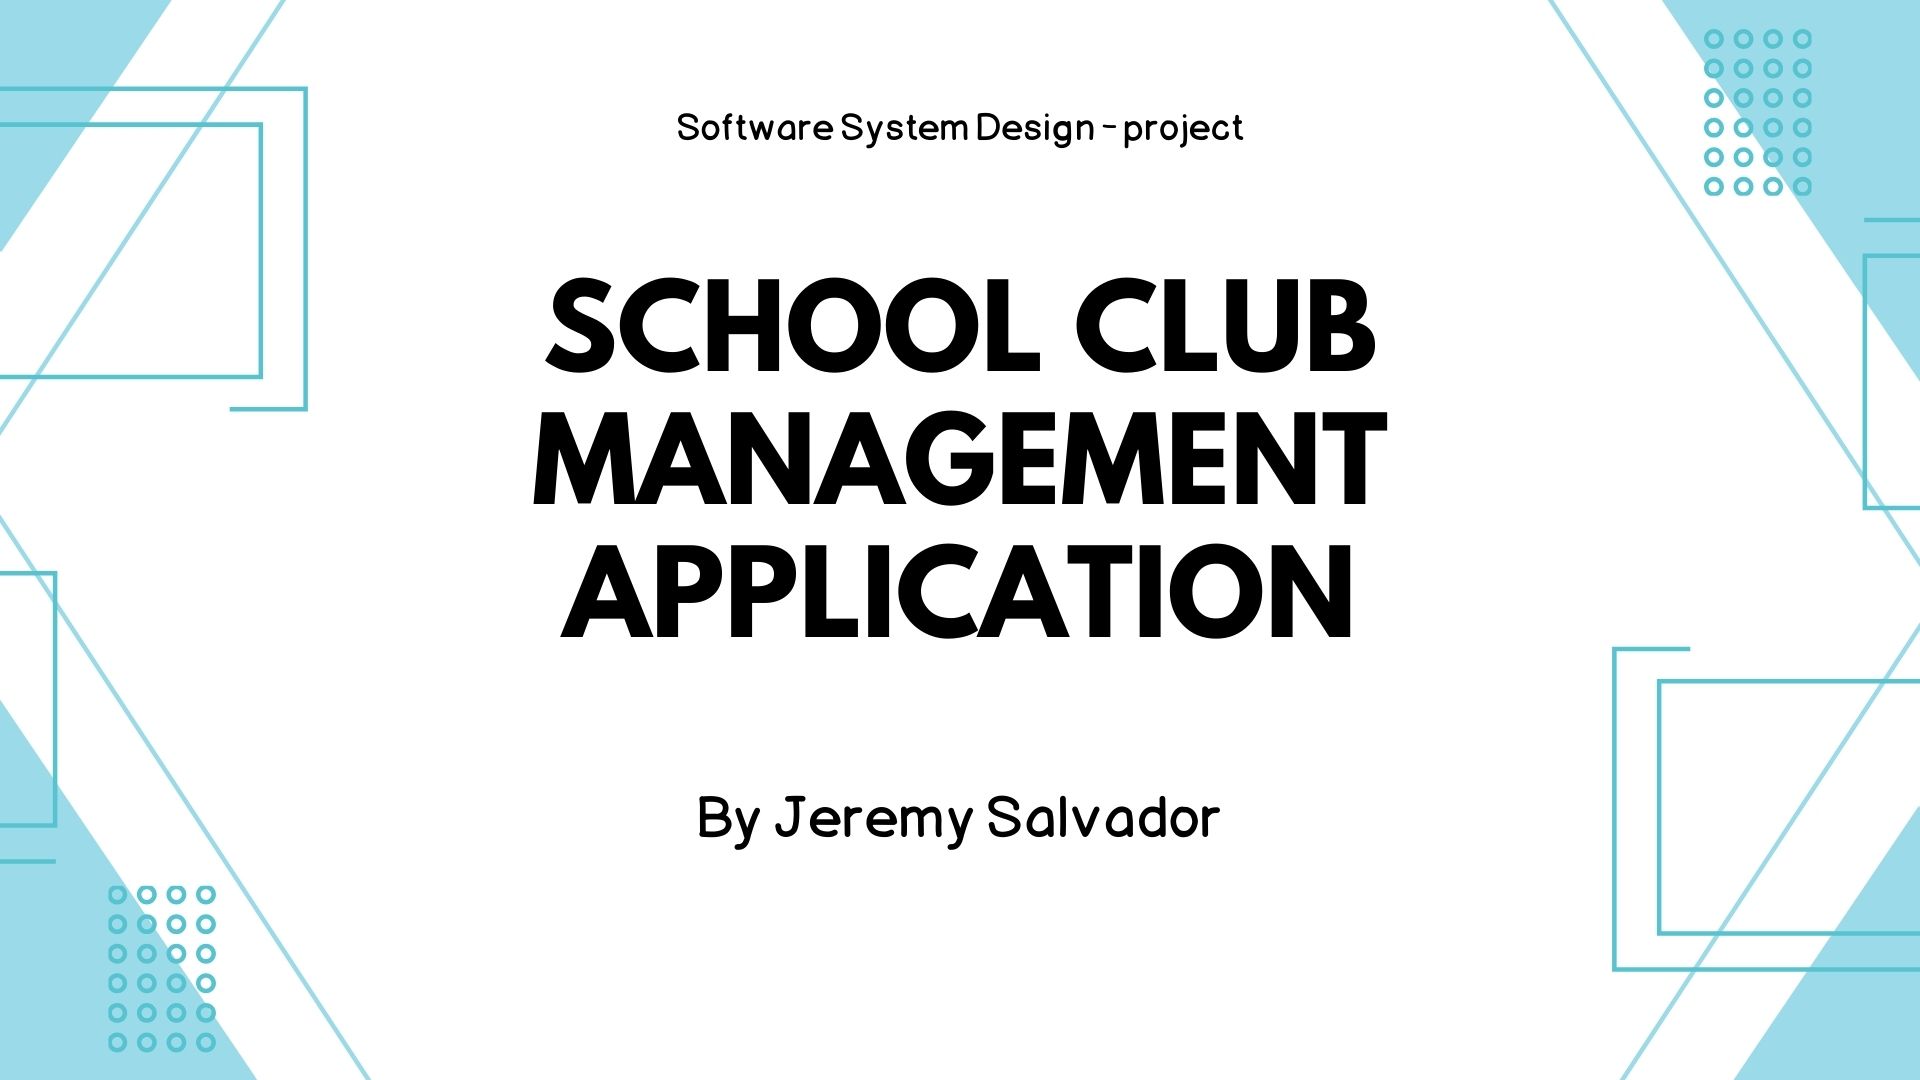 Software System Design - project
SCHOOL CLUB
MANAGEMENT
APPLICATION
By Jeremy Salvador